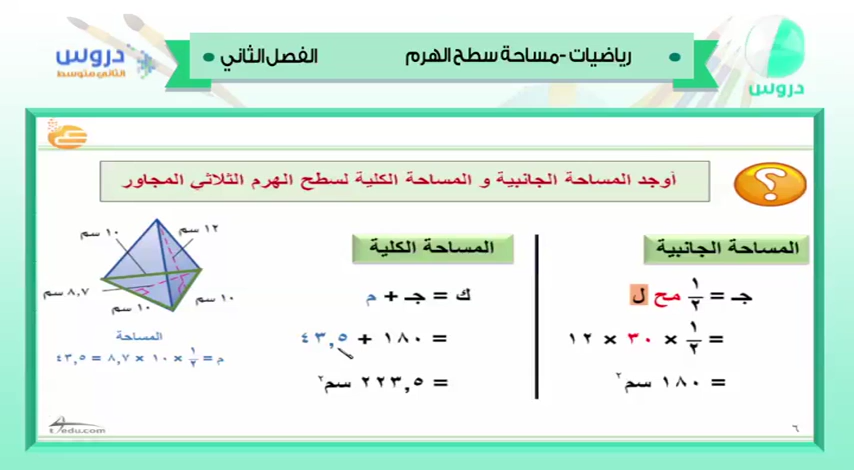 دروس
الثاني متوسط
رياضيات -مساحة سطح الهرم
الفصل الثاني
دروس
أوجد المساحة الجانبية و المساحة الكلية لسطح الهرم الثلاثي المجاور
المساحة الجانبية
جـ = ١/٢ مح ل
= ١/٢ × ٣٠ × ١٢
= ١٨٠ سم٢
المساحة الكلية
ك = جـ + م
= ١٨٠ + ٤٣,٥
= ٢٢٣,٥ سم٢
١٢ سم
١٠ سم
٨,٧ سم
١٠ سم
١٠ سم
المساحة
م = ١/٢ × ١٠ × ٨,٧ = ٤٣,٥
t4edu.com
٦